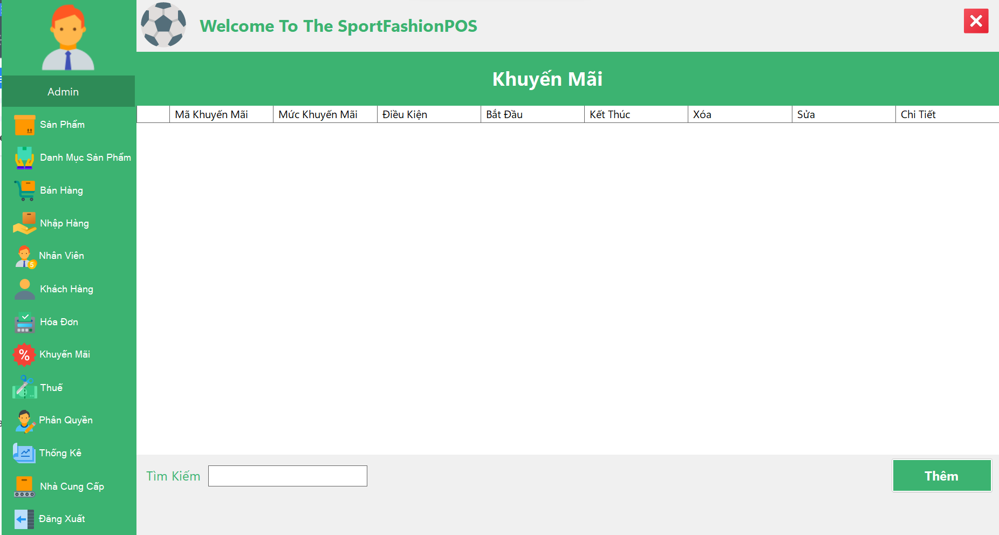 Welcome To The SportFashionPOS
Khuyến Mãi
Admin
Mã Khuyến Mãi Mức Khuyến Mãi Điều Kiện Bắt Đầu Kết Thúc Xóa Sửa Chi Tiết
Sản Phẩm
Danh Mục Sản Phẩm
Bán Hàng
Nhập Hàng
Nhân Viên
Khách Hàng
Hóa Đơn
Khuyến Mãi
Thuế
Phân Quyền
Thống Kê
Nhà Cung Cấp
Đăng Xuất
Tìm Kiếm
Thêm